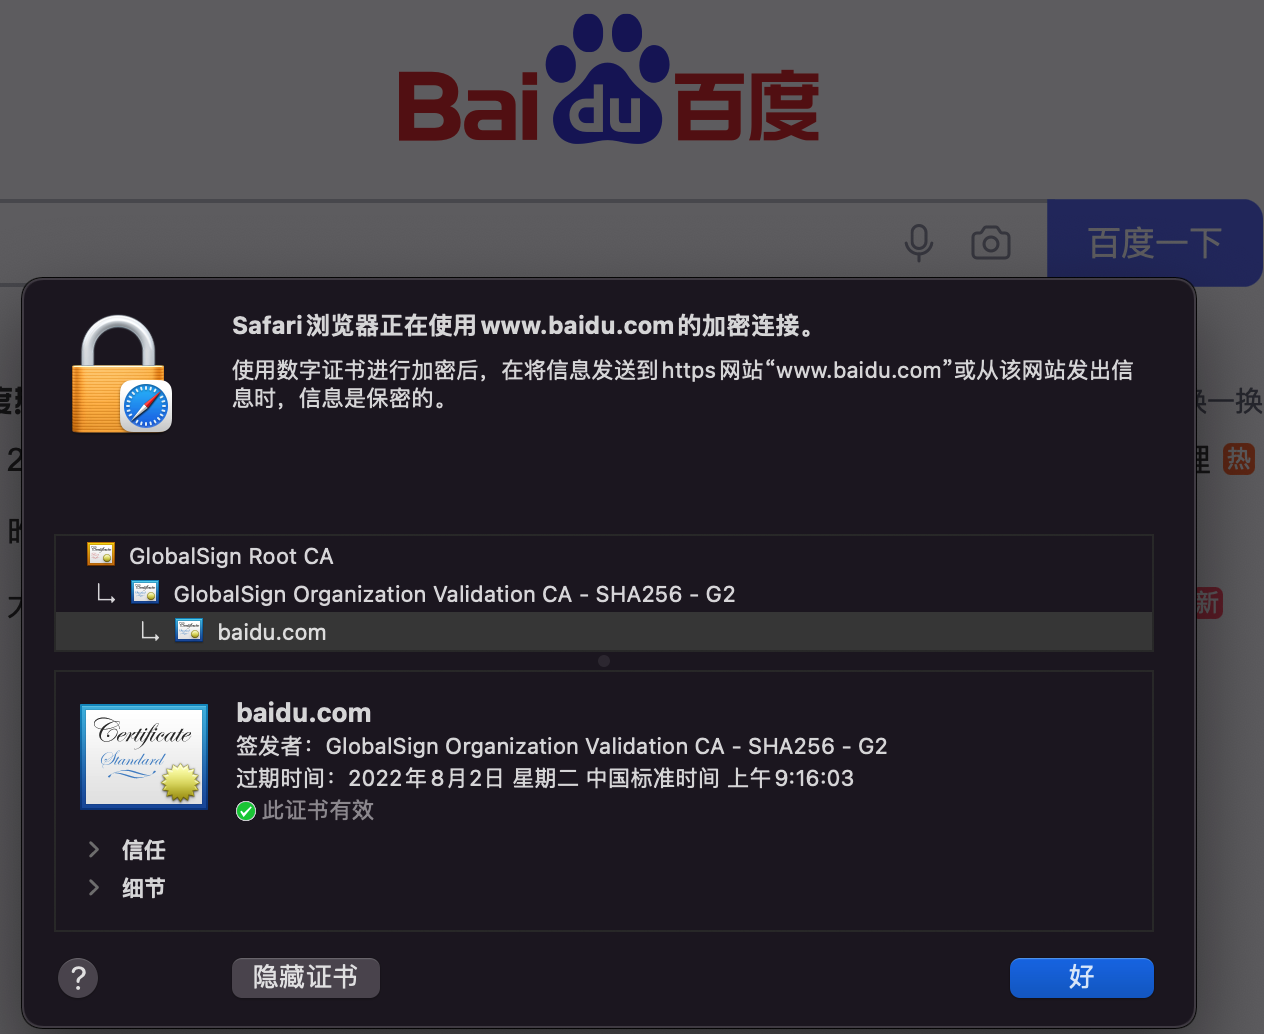 Bai du 百度
百度一下
Safari浏览器正在使用www.baidu.com的加密连接。
使用数字证书进行加密后，在将信息发送到https网站“www.baidu.com”或从该网站发出信
息时，信息是保密的。
一换
2
热
新
GlobalSign Root CA
GlobalSign Organization Validation CA - SHA256 - G2
baidu.com
Certificate
Standard
baidu.com
签发者：GlobalSign Organization Validation CA - SHA256 - G2
过期时间：2022年8月2日 星期二 中国标准时间 上午9:16:03
此证书有效
信任
细节
?
隐藏证书
好